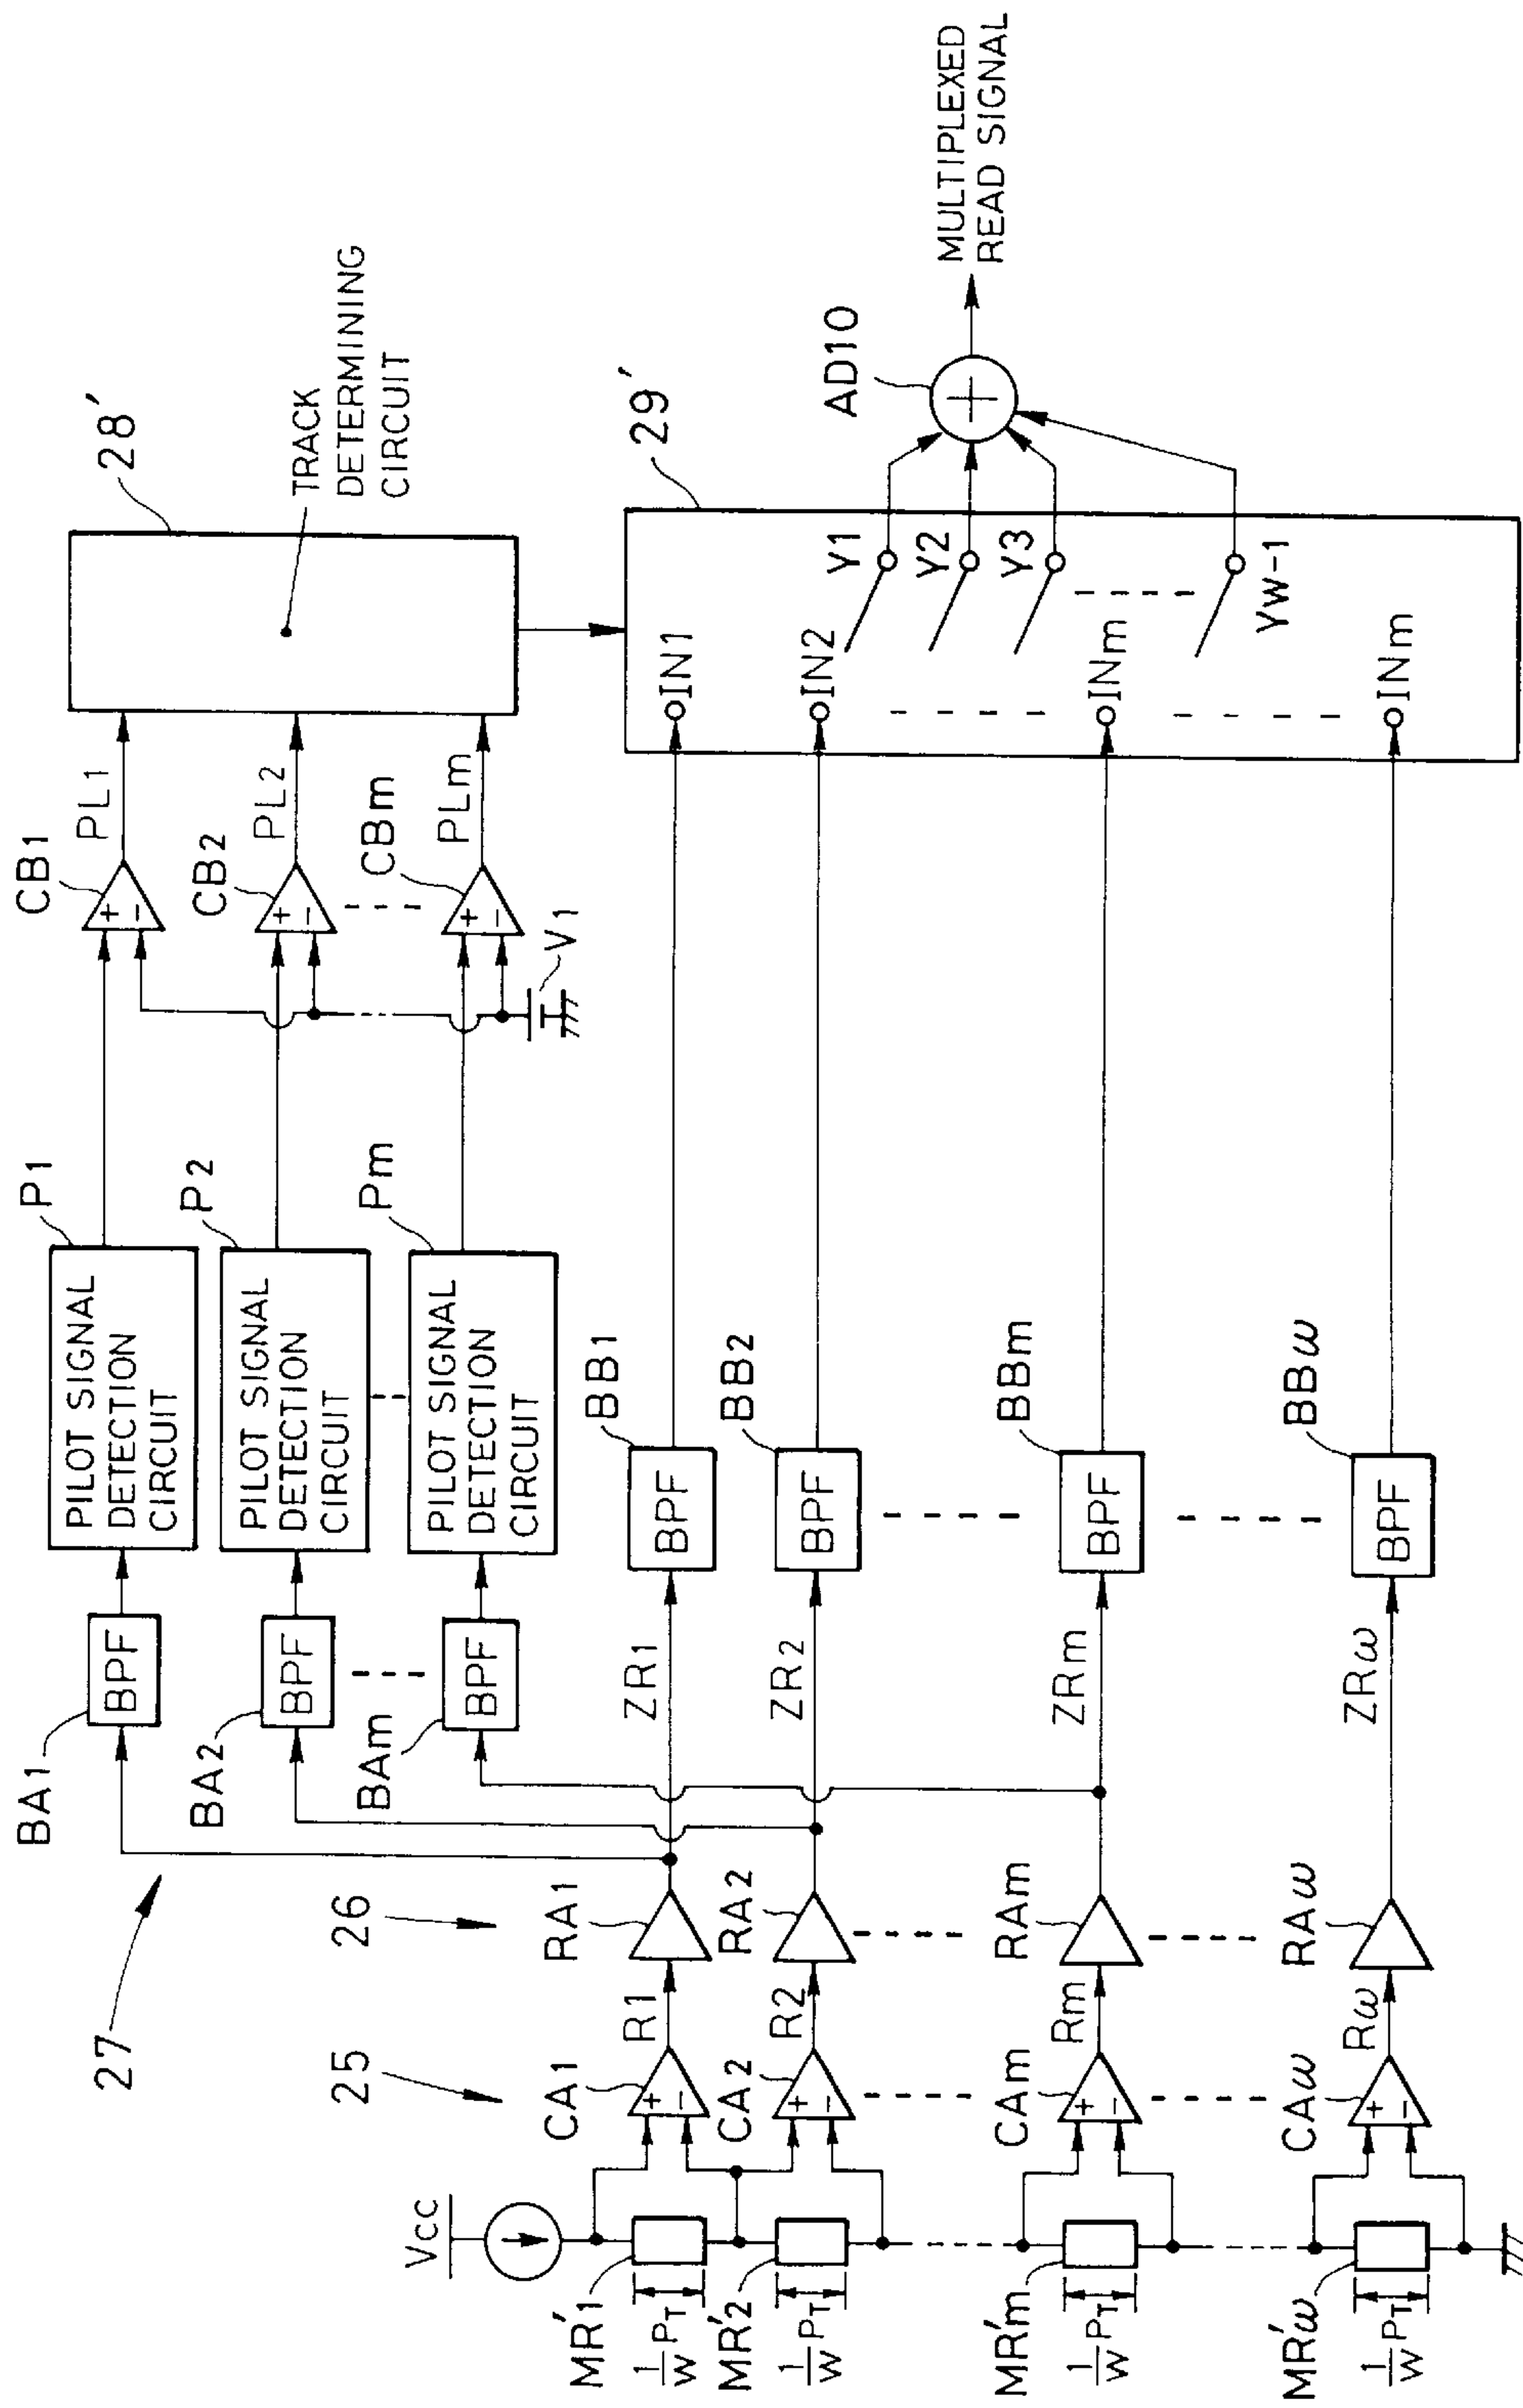 27
BA1
BPF
PILOT SIGNAL
DETECTION
CIRCUIT
P1
CB1
+
−
PL1
28′
TRACK
DETERMINING
CIRCUIT
BA2
BPF
PILOT SIGNAL
DETECTION
CIRCUIT
P2
CB2
+
−
PL2
BAm
BPF
PILOT SIGNAL
DETECTION
CIRCUIT
Pm
CBm
+
−
PLm
V1
25
26
Vcc
MR′1
1/W PT
CA1
+
−
R1
RA1
ZR1
BPF
BB1
IN1
29′
MR′2
1/W PT
CA2
+
−
R2
RA2
ZR2
BPF
BB2
IN2
Y1
Y2
Y3
Yw-1
AD10
+
MULTIPLEXED
READ SIGNAL
MR′m
1/W PT
CAm
+
−
Rm
RAm
ZRm
BPF
BBm
INm
MR′ω
1/W PT
CAω
+
−
Rω
RAω
ZRω
BPF
BBω
INm